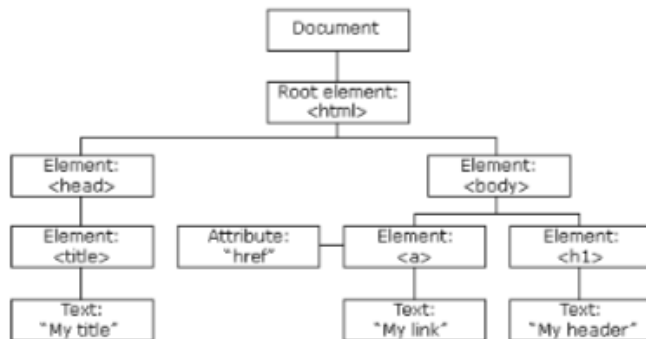 Document
Root element:
<html>
Element:
<head>
Element:
<body>
Element:
<title>
Attribute:
"href"
Element:
<a>
Element:
<h1>
Text:
"My title"
Text:
"My link"
Text:
"My header"